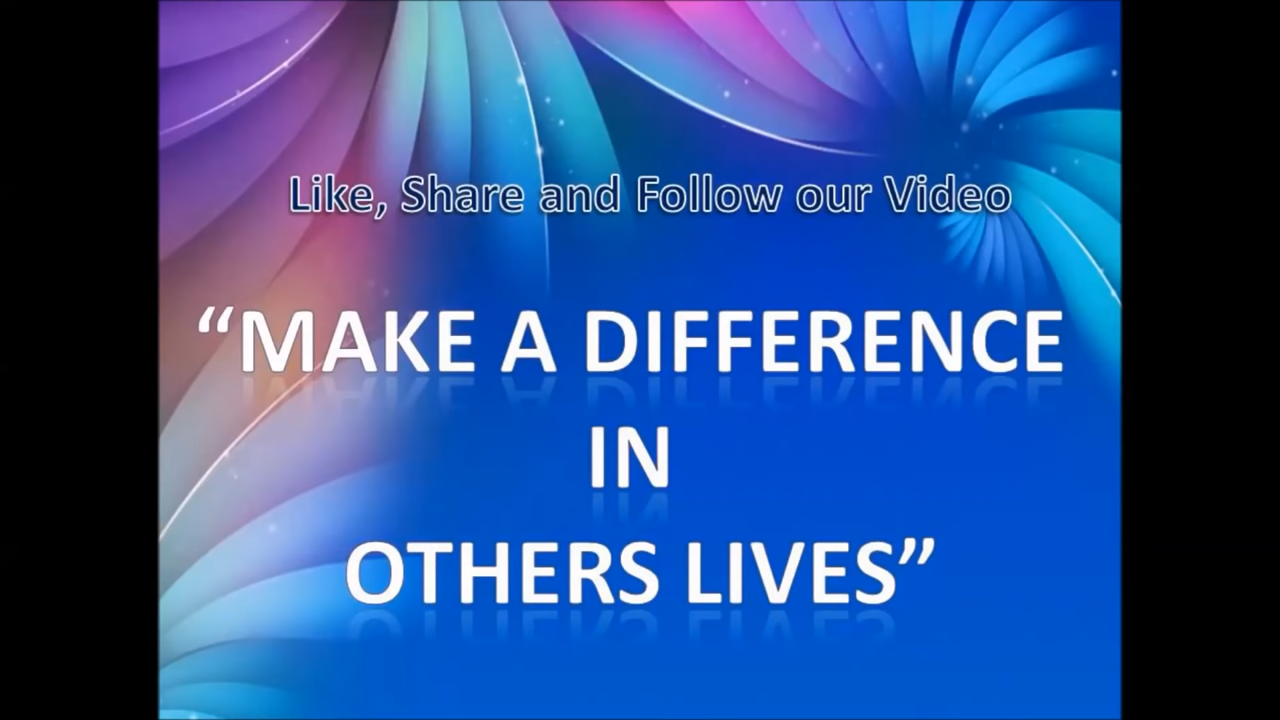 Like, Share and Follow our Video
“MAKE A DIFFERENCE
IN
OTHERS LIVES”